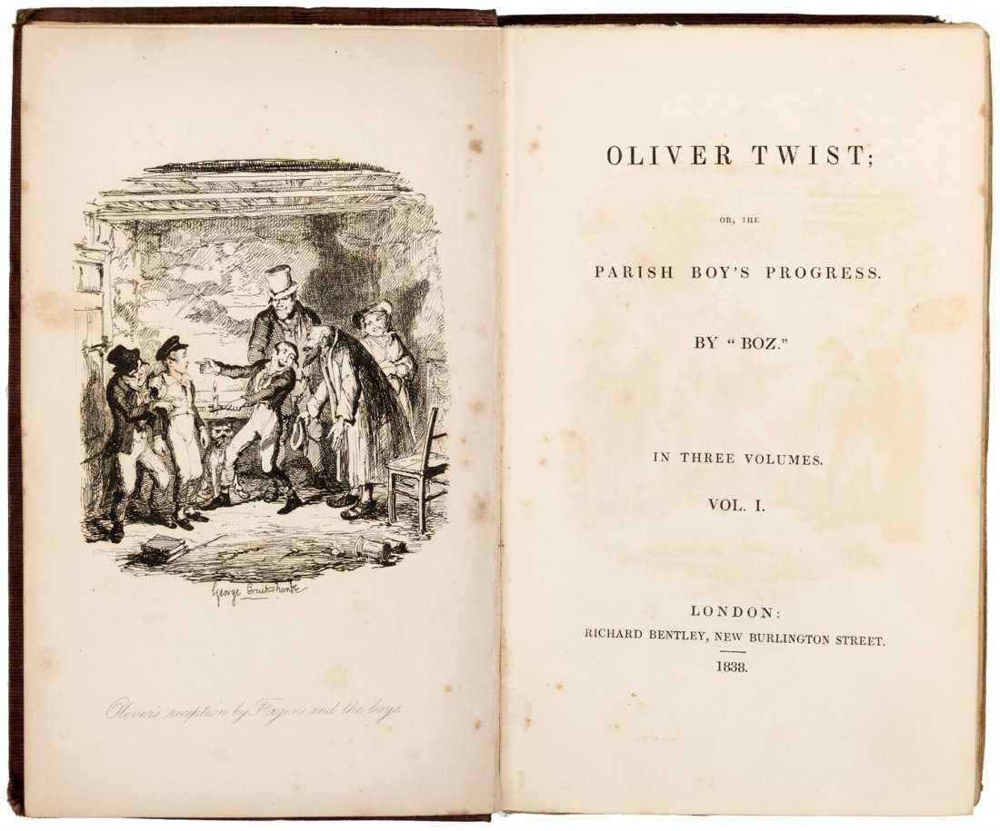 George Cruikshank
Oliver's reception by Fagin and the boys.
OLIVER TWIST;
OR, THE
PARISH BOY'S PROGRESS.
BY "BOZ."
IN THREE VOLUMES.
VOL. I.
LONDON:
RICHARD BENTLEY, NEW BURLINGTON STREET.
1838.